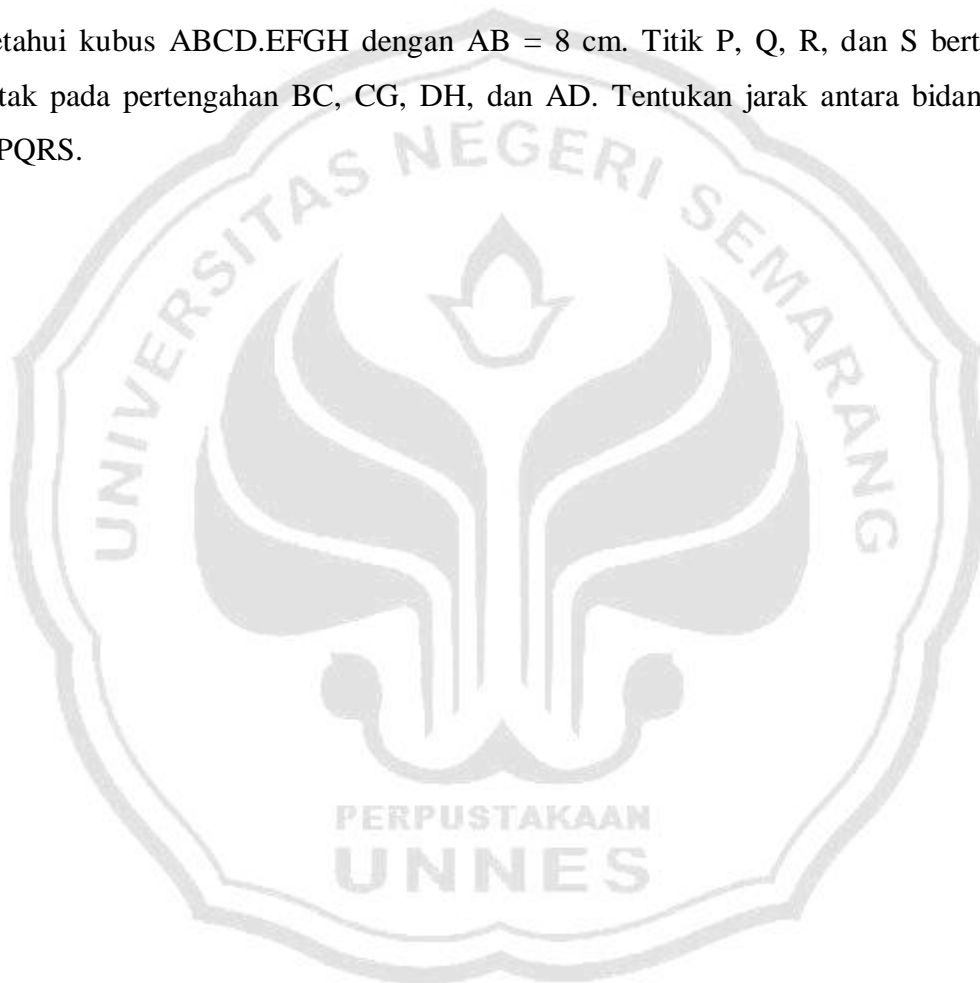 etahui kubus ABCD.EFGH dengan AB = 8 cm. Titik P, Q, R, dan S bert
tak pada pertengahan BC, CG, DH, dan AD. Tentukan jarak antara bidan
PQRS.
UNIVERSITAS NEGERI SEMARANG
PERPUSTAKAAN
UNNES